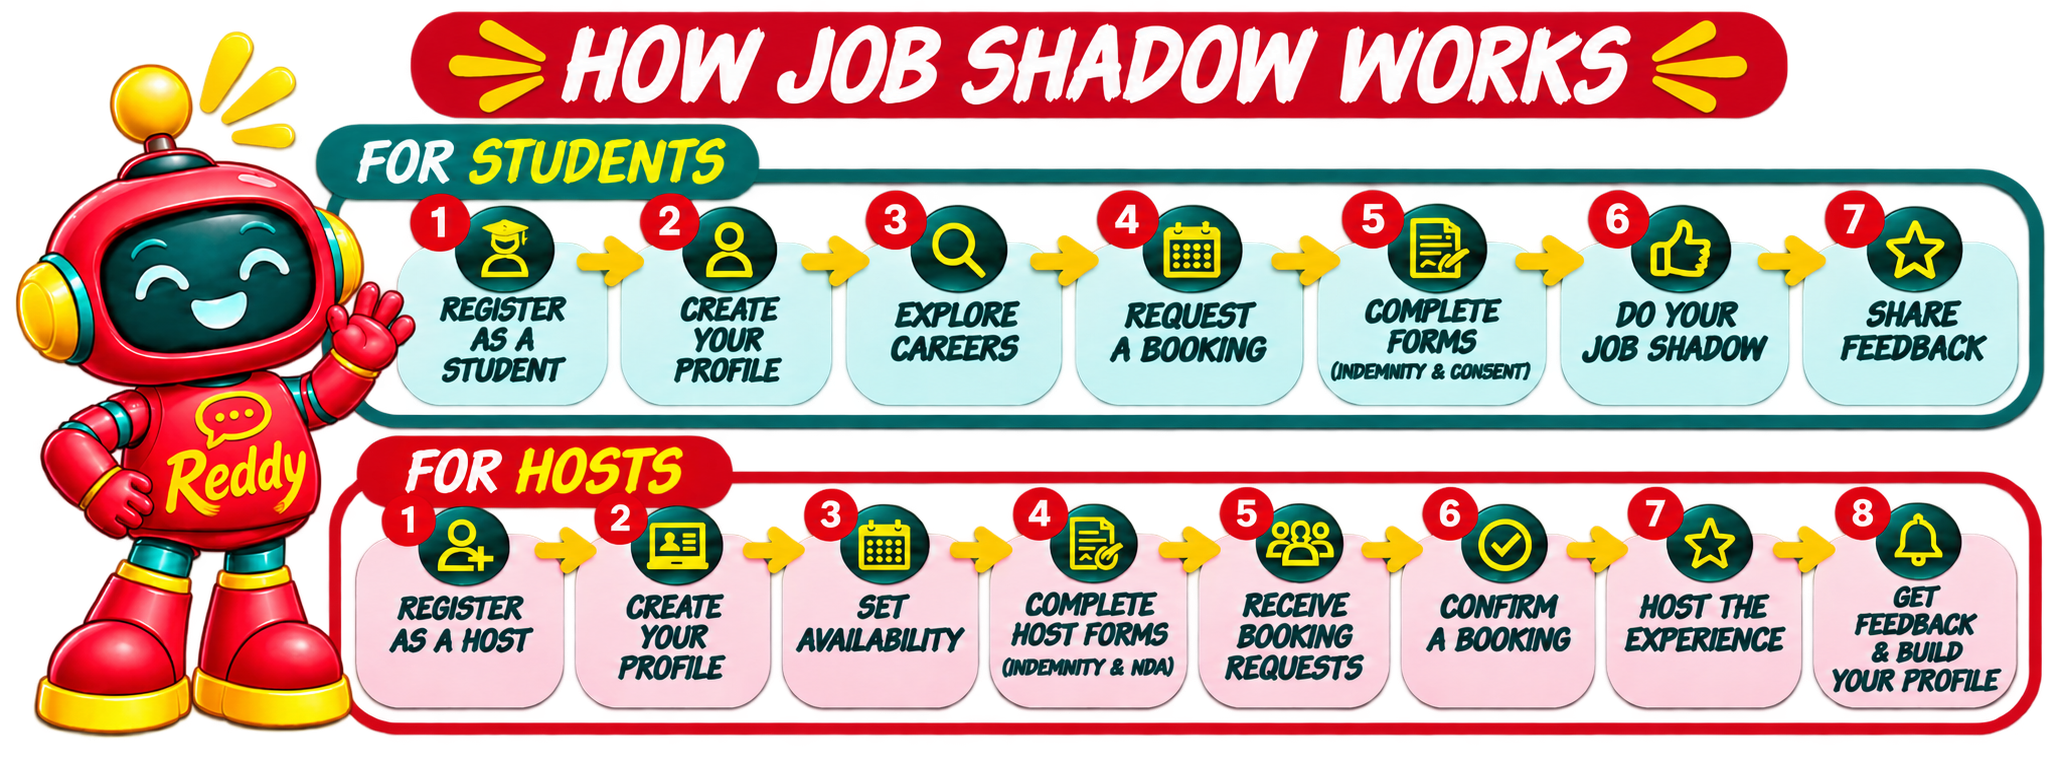 HOW JOB SHADOW WORKS
FOR STUDENTS
1
REGISTER
AS A
STUDENT
2
CREATE
YOUR
PROFILE
3
EXPLORE
CAREERS
4
REQUEST
A BOOKING
5
COMPLETE
FORMS
(INDEMNITY & CONSENT)
6
DO YOUR
JOB SHADOW
7
SHARE
FEEDBACK
Reddy
FOR HOSTS
1
REGISTER
AS A HOST
2
CREATE
YOUR
PROFILE
3
SET
AVAILABILITY
4
COMPLETE
HOST FORMS
(INDEMNITY & NDA)
5
RECEIVE
BOOKING
REQUESTS
6
CONFIRM
A BOOKING
7
HOST THE
EXPERIENCE
8
GET
FEEDBACK
& BUILD
YOUR PROFILE